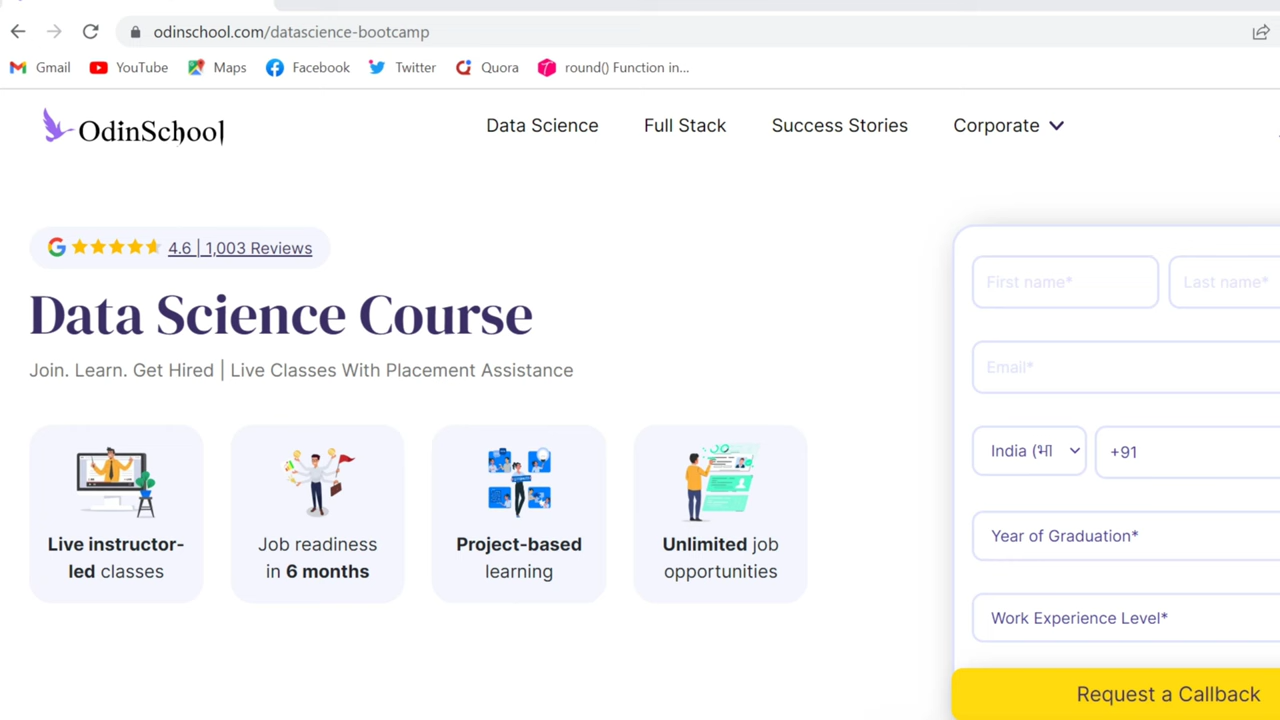 odinschool.com/datascience-bootcamp
Gmail YouTube Maps Facebook Twitter Quora round() Function in...
OdinSchool Data Science Full Stack Success Stories Corporate
4.6 | 1,003 Reviews
Data Science Course
Join. Learn. Get Hired | Live Classes With Placement Assistance
Live instructor-
led classes
Job readiness
in 6 months
Project-based
learning
Unlimited job
opportunities
First name* Last name*
Email*
India (भा +91
Year of Graduation*
Work Experience Level*
Request a Callback